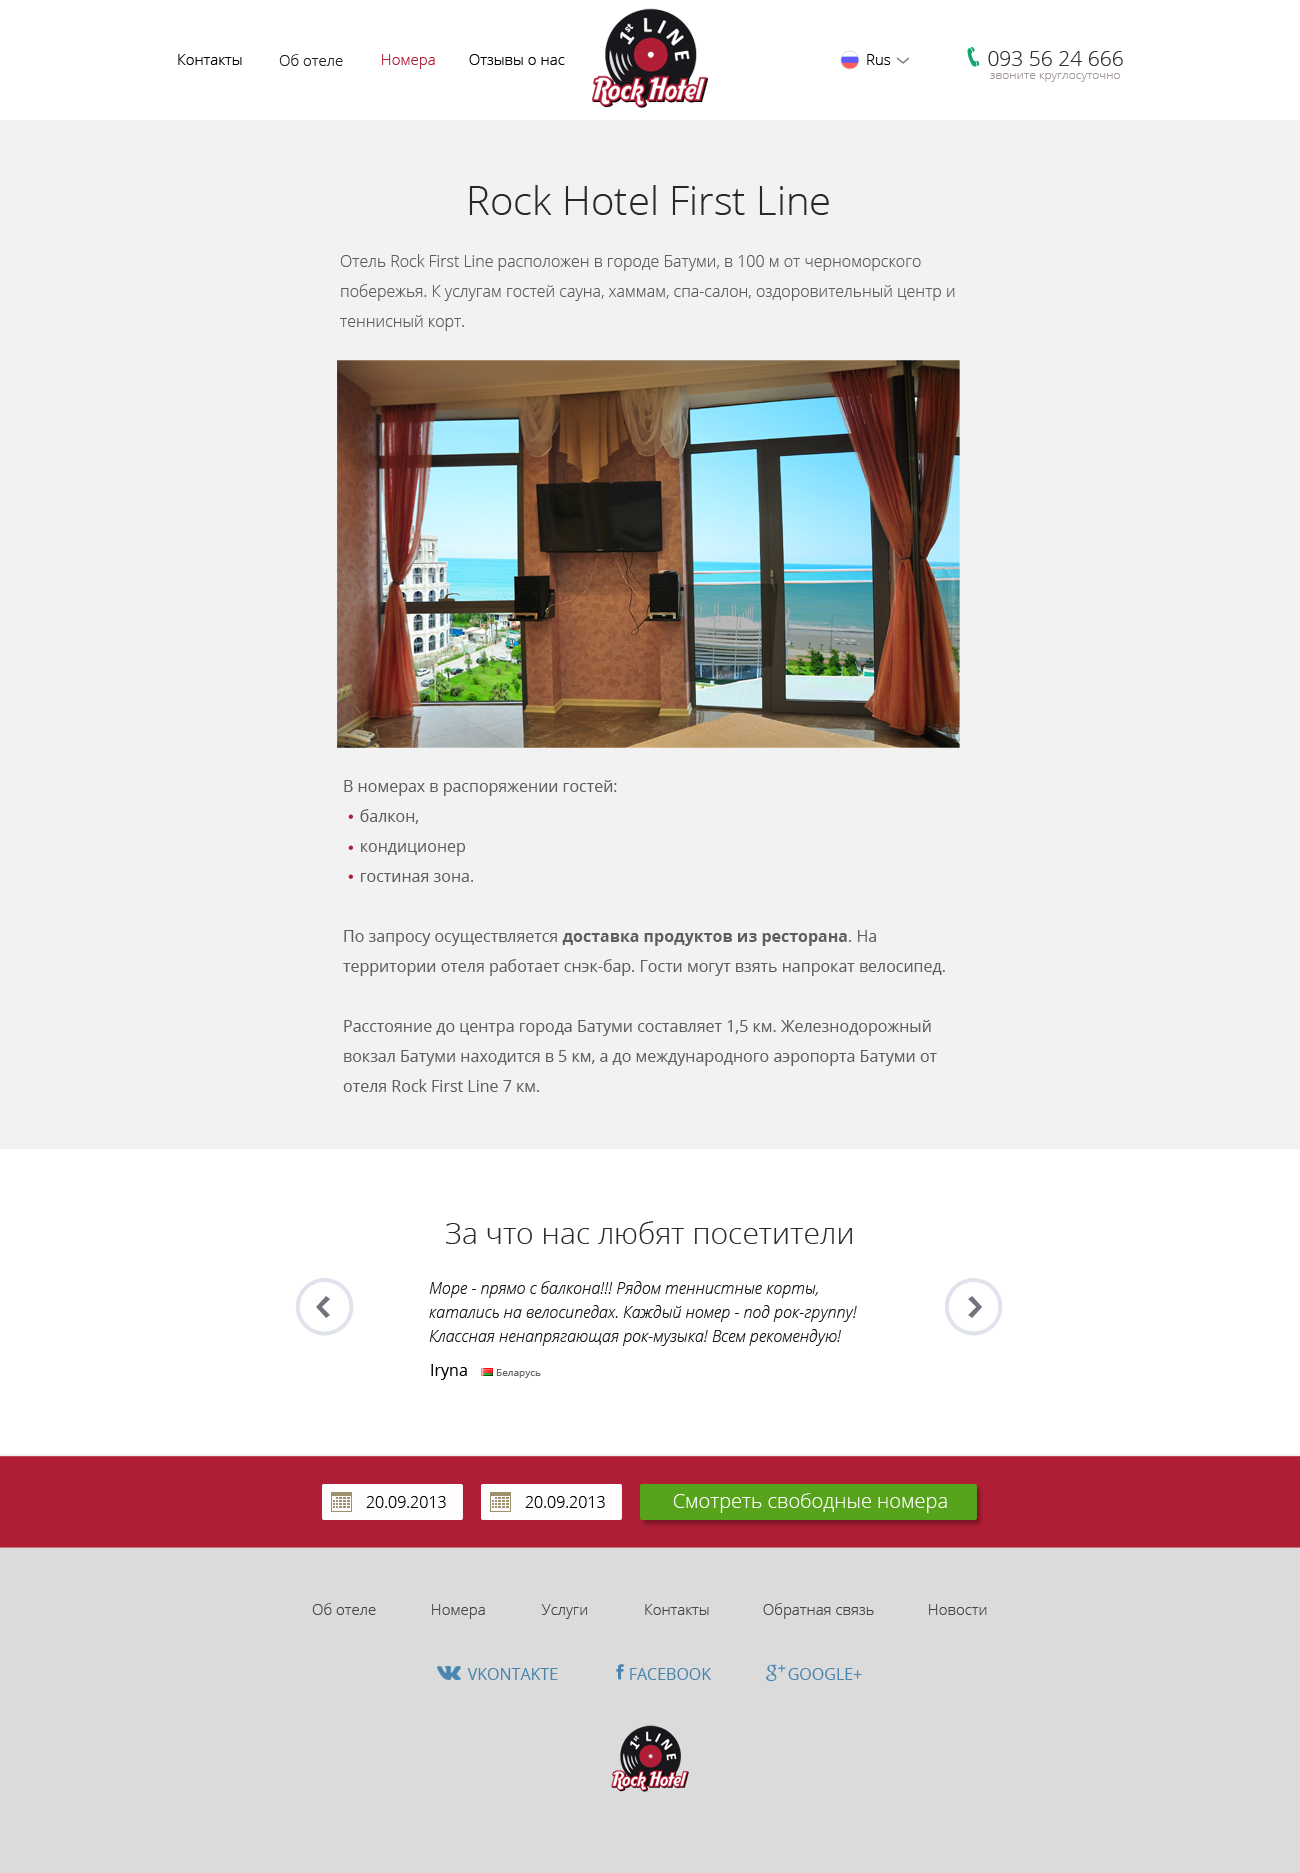 Контакты
Об отеле
Номера
Отзывы о нас
1st LINE
Rock Hotel
Rus
093 56 24 666
звоните круглосуточно
Rock Hotel First Line
Отель Rock First Line расположен в городе Батуми, в 100 м от черноморского
побережья. К услугам гостей сауна, хаммам, спа-салон, оздоровительный центр и
теннисный корт.
В номерах в распоряжении гостей:
• балкон,
• кондиционер
• гостиная зона.
По запросу осуществляется доставка продуктов из ресторана. На
территории отеля работает снэк-бар. Гости могут взять напрокат велосипед.
Расстояние до центра города Батуми составляет 1,5 км. Железнодорожный
вокзал Батуми находится в 5 км, а до международного аэропорта Батуми от
отеля Rock First Line 7 км.
За что нас любят посетители
Море - прямо с балкона!!! Рядом теннистные корты,
катались на велосипедах. Каждый номер - под рок-группу!
Классная ненапрягающая рок-музыка! Всем рекомендую!
Iryna Беларусь
20.09.2013
20.09.2013
Смотреть свободные номера
Об отеле
Номера
Услуги
Контакты
Обратная связь
Новости
VKONTAKTE
FACEBOOK
GOOGLE+
1st LINE
Rock Hotel